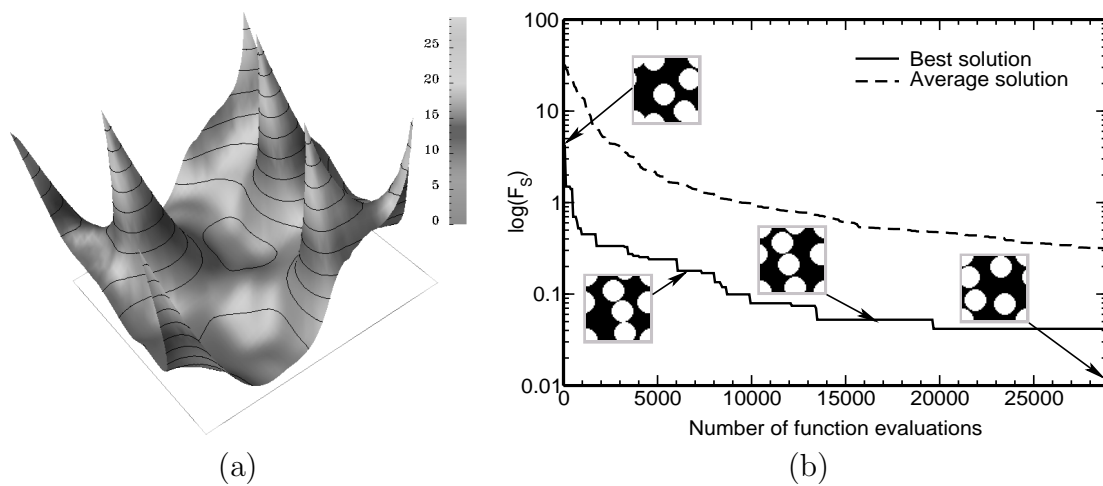 25
20
15
10
5
0
(a)
100
10
1
0.1
0.01
log(F_S)
Best solution
Average solution
0 5000 10000 15000 20000 25000
Number of function evaluations
(b)